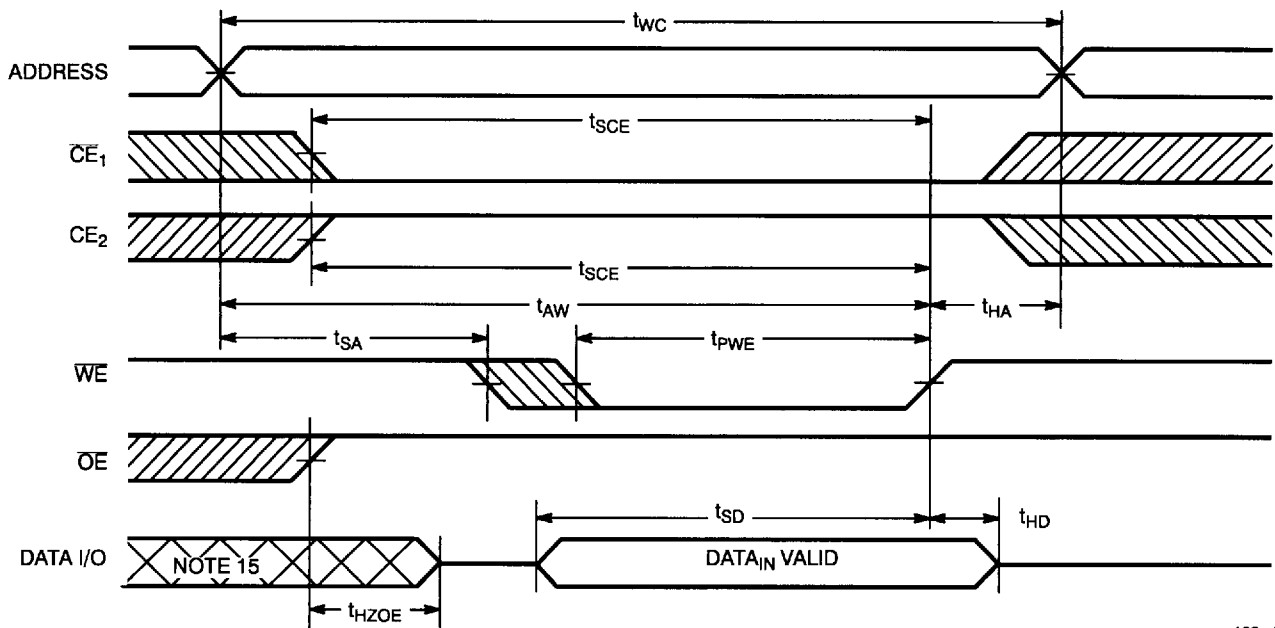 tWC
ADDRESS
tSCE
CE1
CE2
tSCE
tAW
tHA
tSA
tPWE
WE
OE
tSD
tHD
DATA I/O
NOTE 15
DATAIN VALID
tHZOE